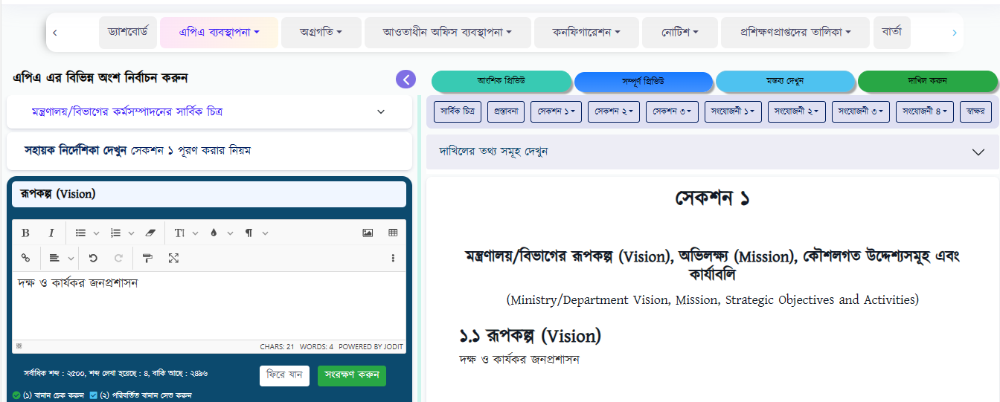 ড্যাশবোর্ড এপিএ ব্যবস্থাপনা অগ্রগতি আওতাধীন অফিস ব্যবস্থাপনা কনফিগারেশন নোটিশ প্রশিক্ষণপ্রাপ্তদের তালিকা বার্তা
এপিএ এর বিভিন্ন অংশ নির্বাচন করুন
মন্ত্রণালয়/বিভাগের কর্মসম্পাদনের সার্বিক চিত্র
সহায়ক নির্দেশিকা দেখুন সেকশন ১ পূরণ করার নিয়ম
রূপকল্প (Vision)
দক্ষ ও কার্যকর জনপ্রশাসন
CHARS: 21 WORDS: 4 POWERED BY JODIT
সর্বাধিক শব্দ : ২৫০০, শব্দ লেখা হয়েছে : ৪, বাকি আছে : ২৪৯৬
ফিরে যান সংরক্ষণ করুন
(১) বানান চেক করুন (২) পরিবর্তিত বানান সেভ করুন
আংশিক প্রিভিউ সম্পূর্ণ প্রিভিউ মন্তব্য দেখুন দাখিল করুন
সার্বিক চিত্র প্রস্তাবনা সেকশন ১ সেকশন ২ সেকশন ৩ সংযোজনী ১ সংযোজনী ২ সংযোজনী ৩ সংযোজনী ৪ স্বাক্ষর
দাখিলের তথ্য সমূহ দেখুন
সেকশন ১
মন্ত্রণালয়/বিভাগের রূপকল্প (Vision), অভিলক্ষ্য (Mission), কৌশলগত উদ্দেশ্যসমূহ এবং
কার্যাবলি
(Ministry/Department Vision, Mission, Strategic Objectives and Activities)
১.১ রূপকল্প (Vision)
দক্ষ ও কার্যকর জনপ্রশাসন